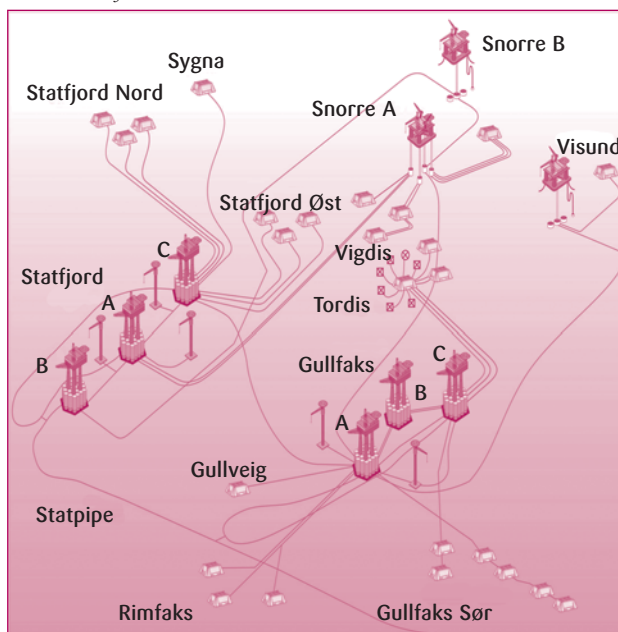 Snorre B
Sygna
Statfjord Nord
Snorre A
Visund
Statfjord Øst
C
Vigdis
Statfjord
A
Tordis
B
Gullfaks
C
B
A
Gullveig
Statpipe
Rimfaks
Gullfaks Sør